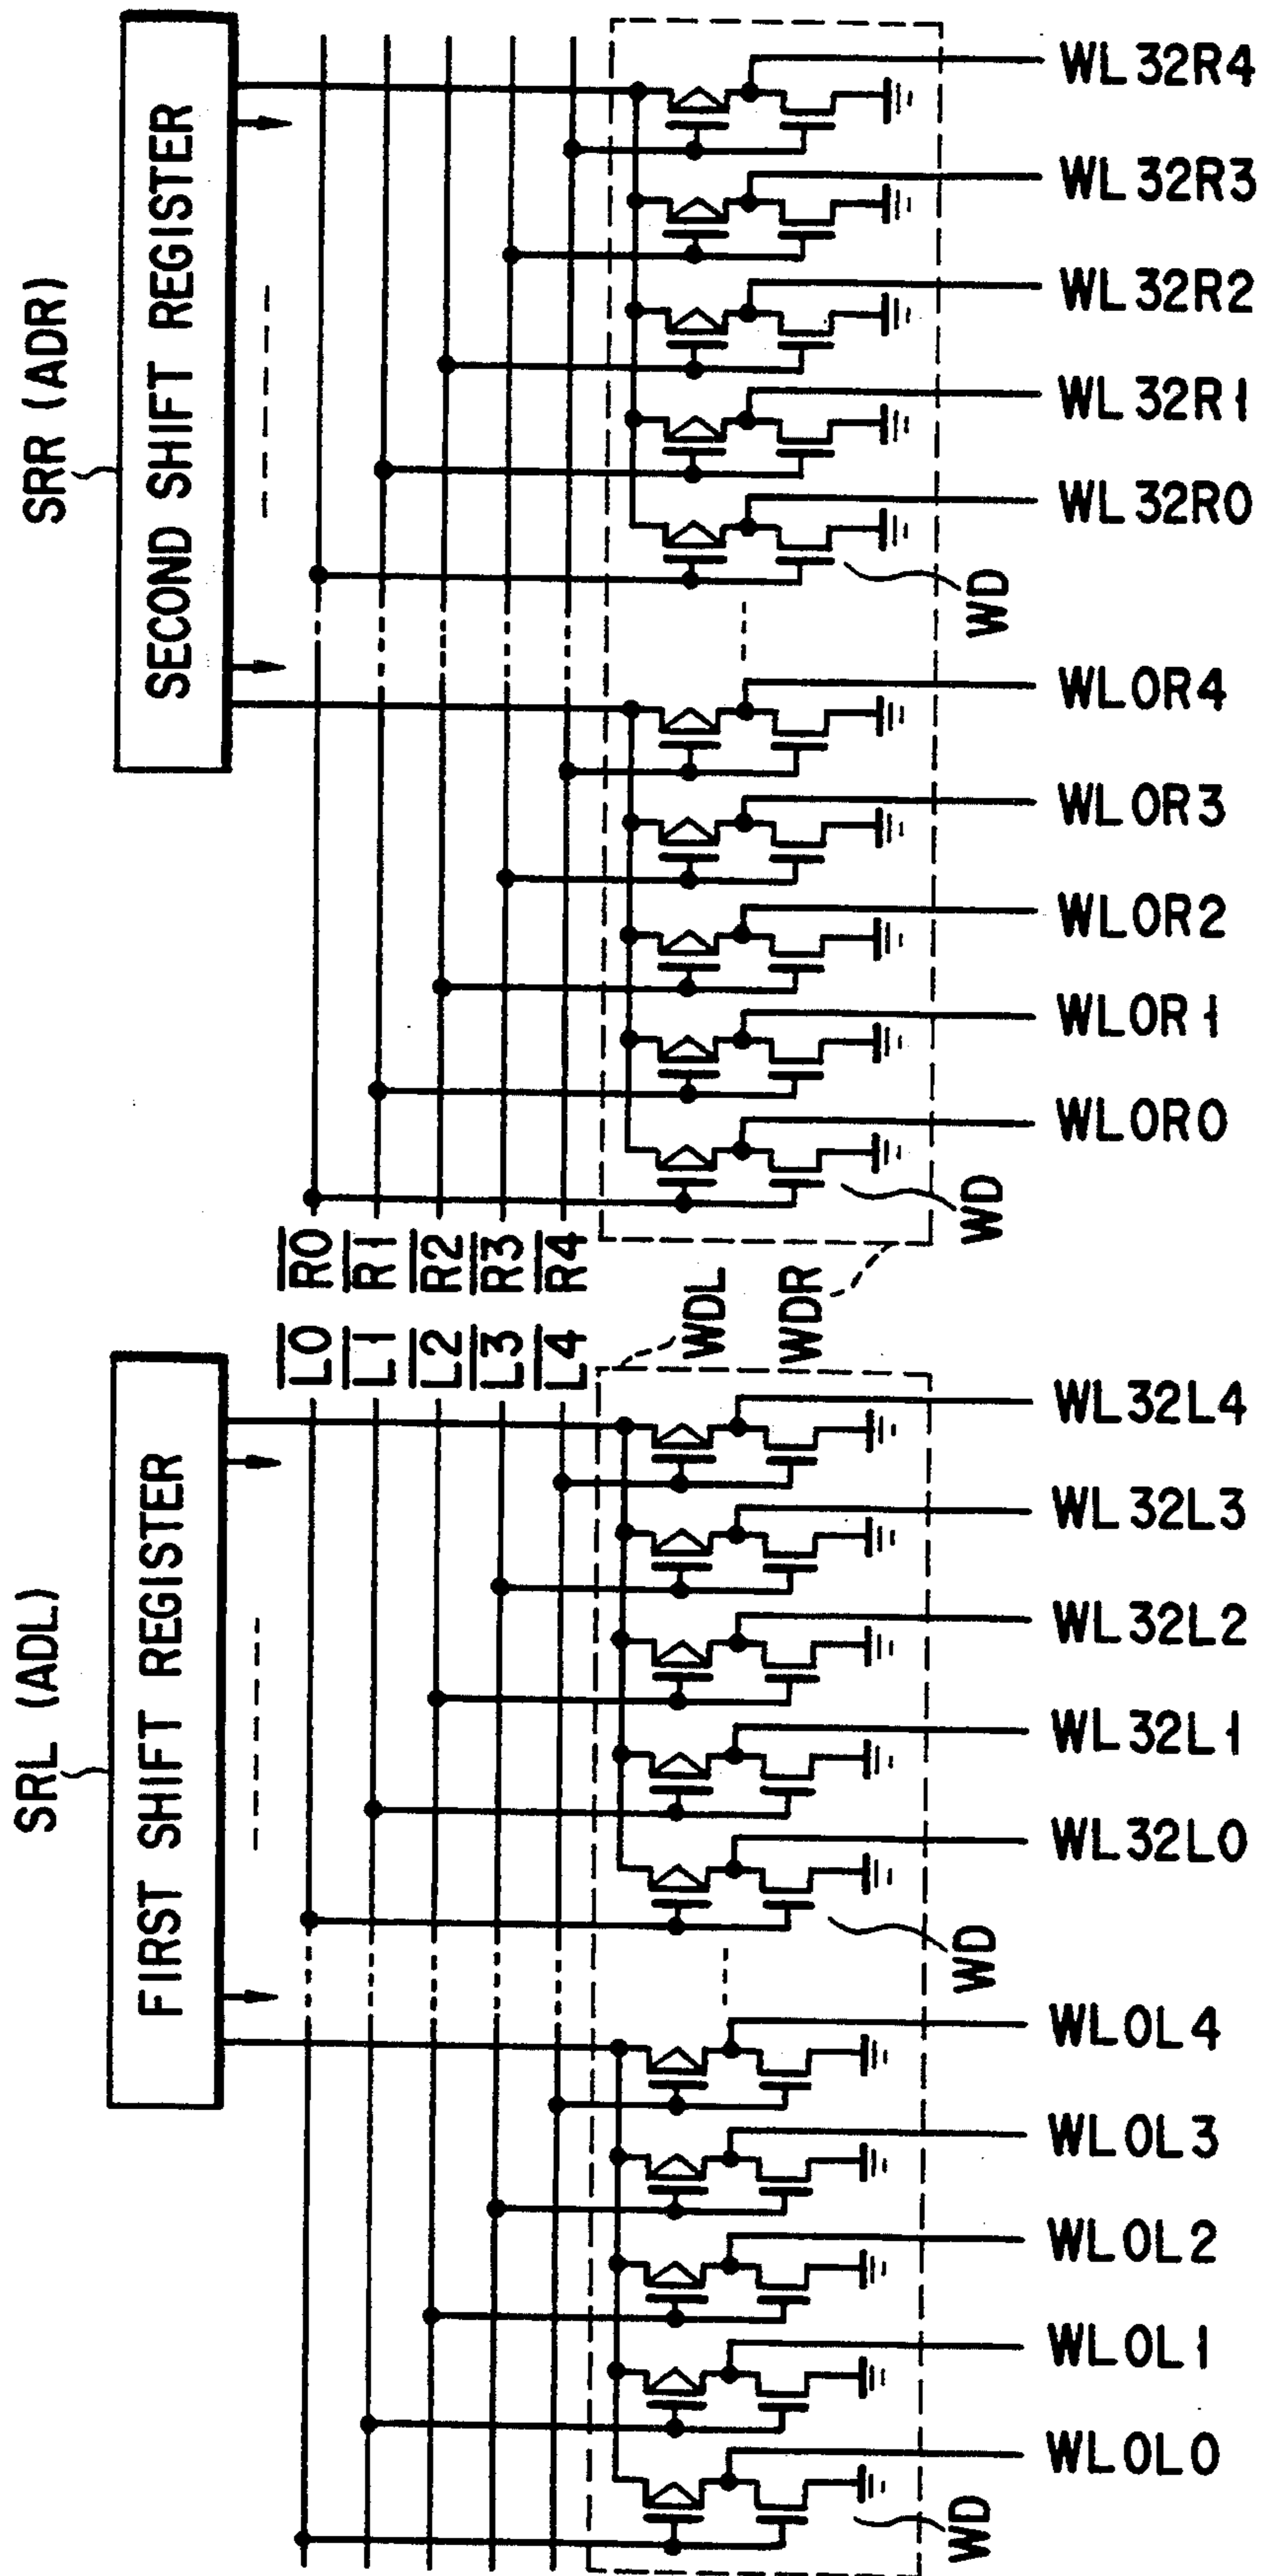 SRL (ADL)
FIRST SHIFT REGISTER
SRR (ADR)
SECOND SHIFT REGISTER
L0
L1
L2
L3
L4
R0
R1
R2
R3
R4
WDL
WDR
WD
WD
WD
WD
WL0L0
WL0L1
WL0L2
WL0L3
WL0L4
WL32L0
WL32L1
WL32L2
WL32L3
WL32L4
WL0R0
WL0R1
WL0R2
WL0R3
WL0R4
WL32R0
WL32R1
WL32R2
WL32R3
WL32R4